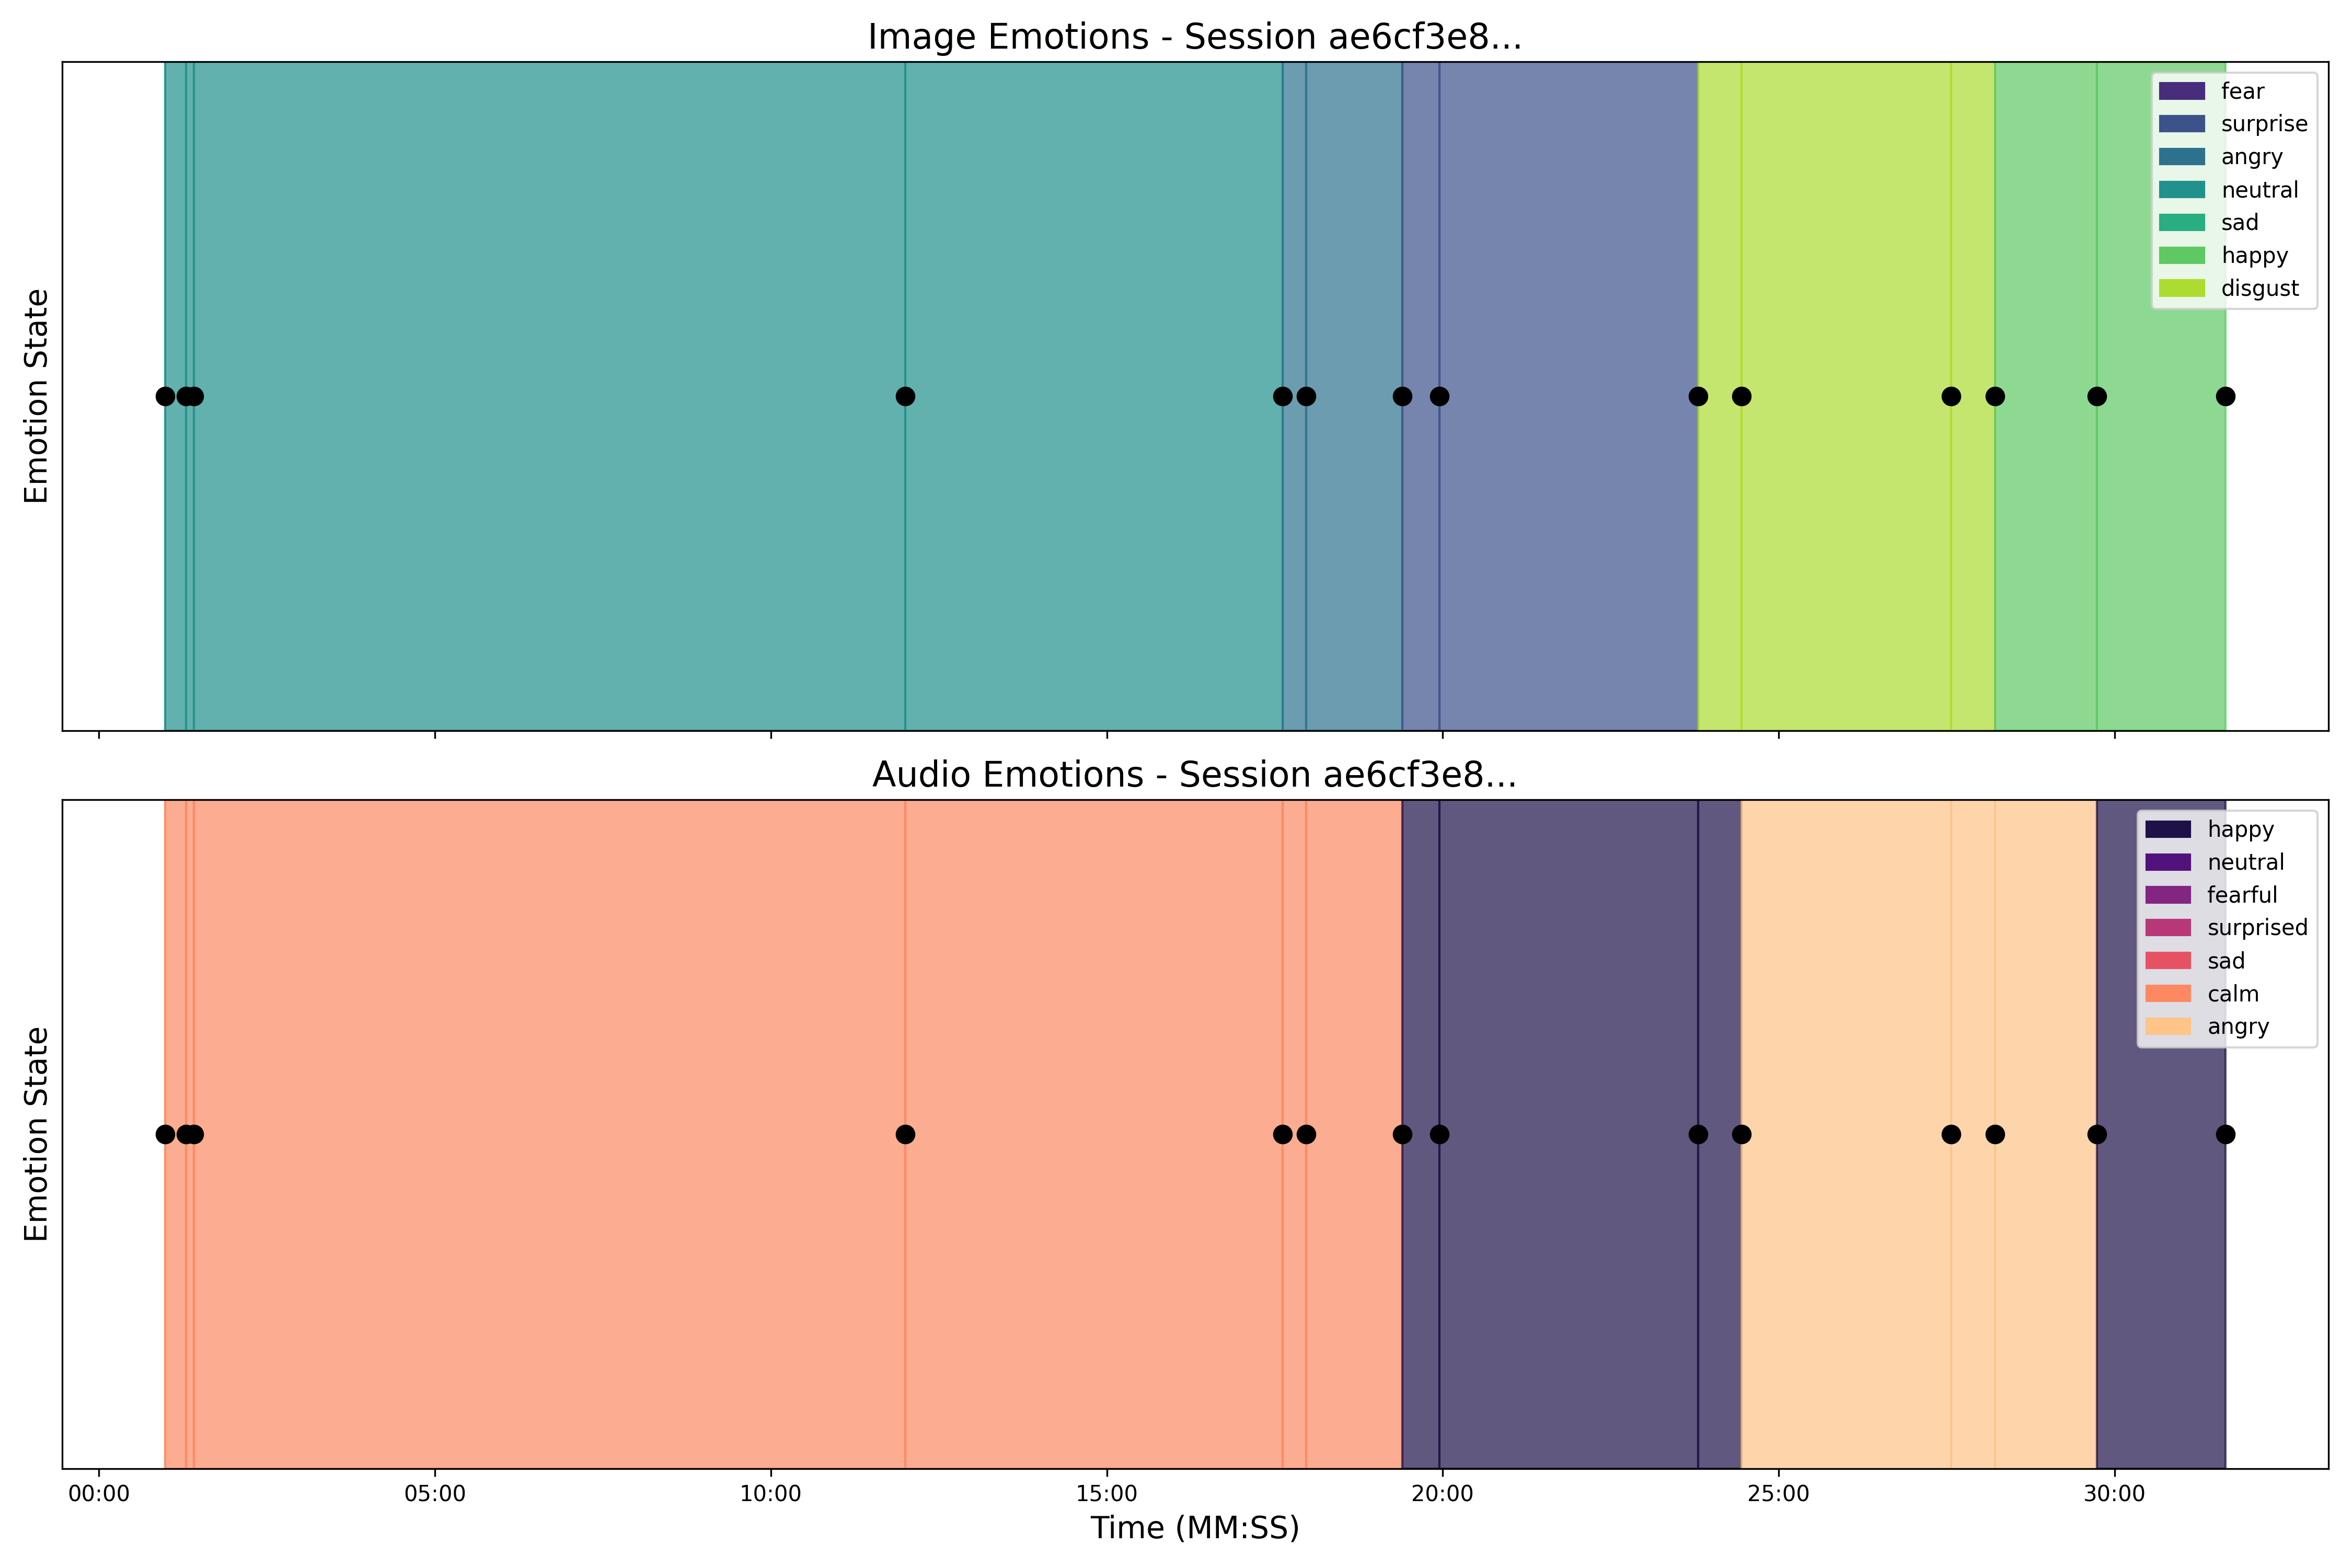 Image Emotions - Session ae6cf3e8...
fear
surprise
angry
neutral
sad
happy
disgust
Emotion State
Audio Emotions - Session ae6cf3e8...
happy
neutral
fearful
surprised
sad
calm
angry
Emotion State
00:00 05:00 10:00 15:00 20:00 25:00 30:00
Time (MM:SS)